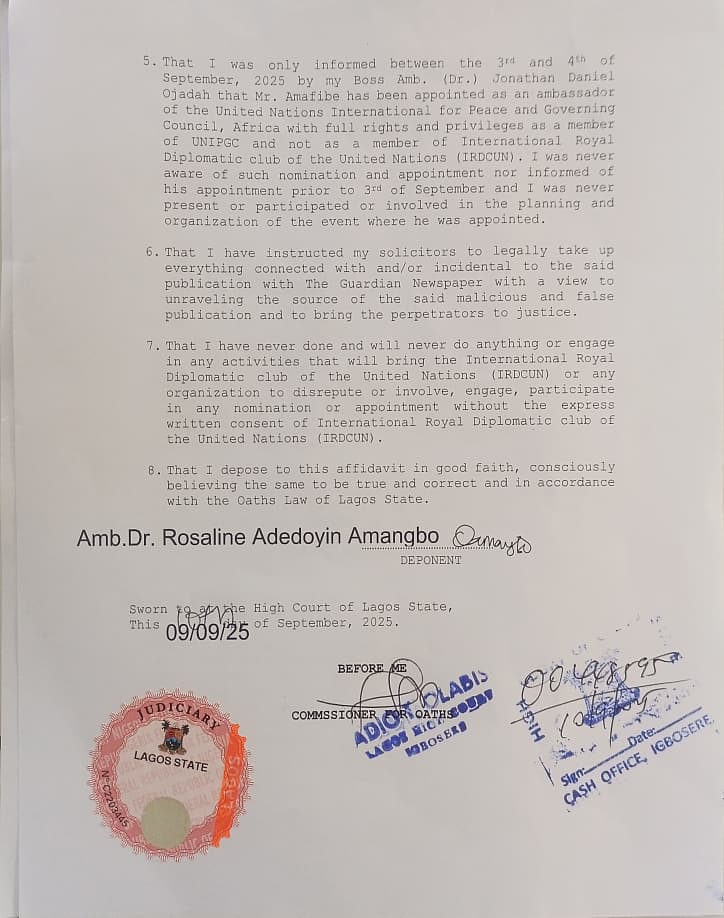 5. That I was only informed between the 3rd and 4th of
September, 2025 by my Boss Amb. (Dr.) Jonathan Daniel
Ojadah that Mr. Amafibe has been appointed as an ambassador
of the United Nations International for Peace and Governing
Council, Africa with full rights and privileges as a member
of UNIPGC and not as a member of International Royal
Diplomatic club of the United Nations (IRDCUN). I was never
aware of such nomination and appointment nor informed of
his appointment prior to 3rd of September and I was never
present or participated or involved in the planning and
organization of the event where he was appointed.
6. That I have instructed my solicitors to legally take up
everything connected with and/or incidental to the said
publication with The Guardian Newspaper with a view to
unraveling the source of the said malicious and false
publication and to bring the perpetrators to justice.
7. That I have never done and will never do anything or engage
in any activities that will bring the International Royal
Diplomatic club of the United Nations (IRDCUN) or any
organization to disrepute or involve, engage, participate
in any nomination or appointment without the express
written consent of International Royal Diplomatic club of
the United Nations (IRDCUN).
8. That I depose to this affidavit in good faith, consciously
believing the same to be true and correct and in accordance
with the Oaths Law of Lagos State.
Amb.Dr. Rosaline Adedoyin Amangbo
DEPONENT
Sworn to at the High Court of Lagos State,
This 09/09/25 of September, 2025.
BEFORE ME
COMMSSIONER FOR OATHS
LAGOS HIGH COURT
IGBOSERE
HIGH
Sign: Date:
CASH OFFICE, IGBOSERE
JUDICIARY
LAGOS STATE
Nº C2203445